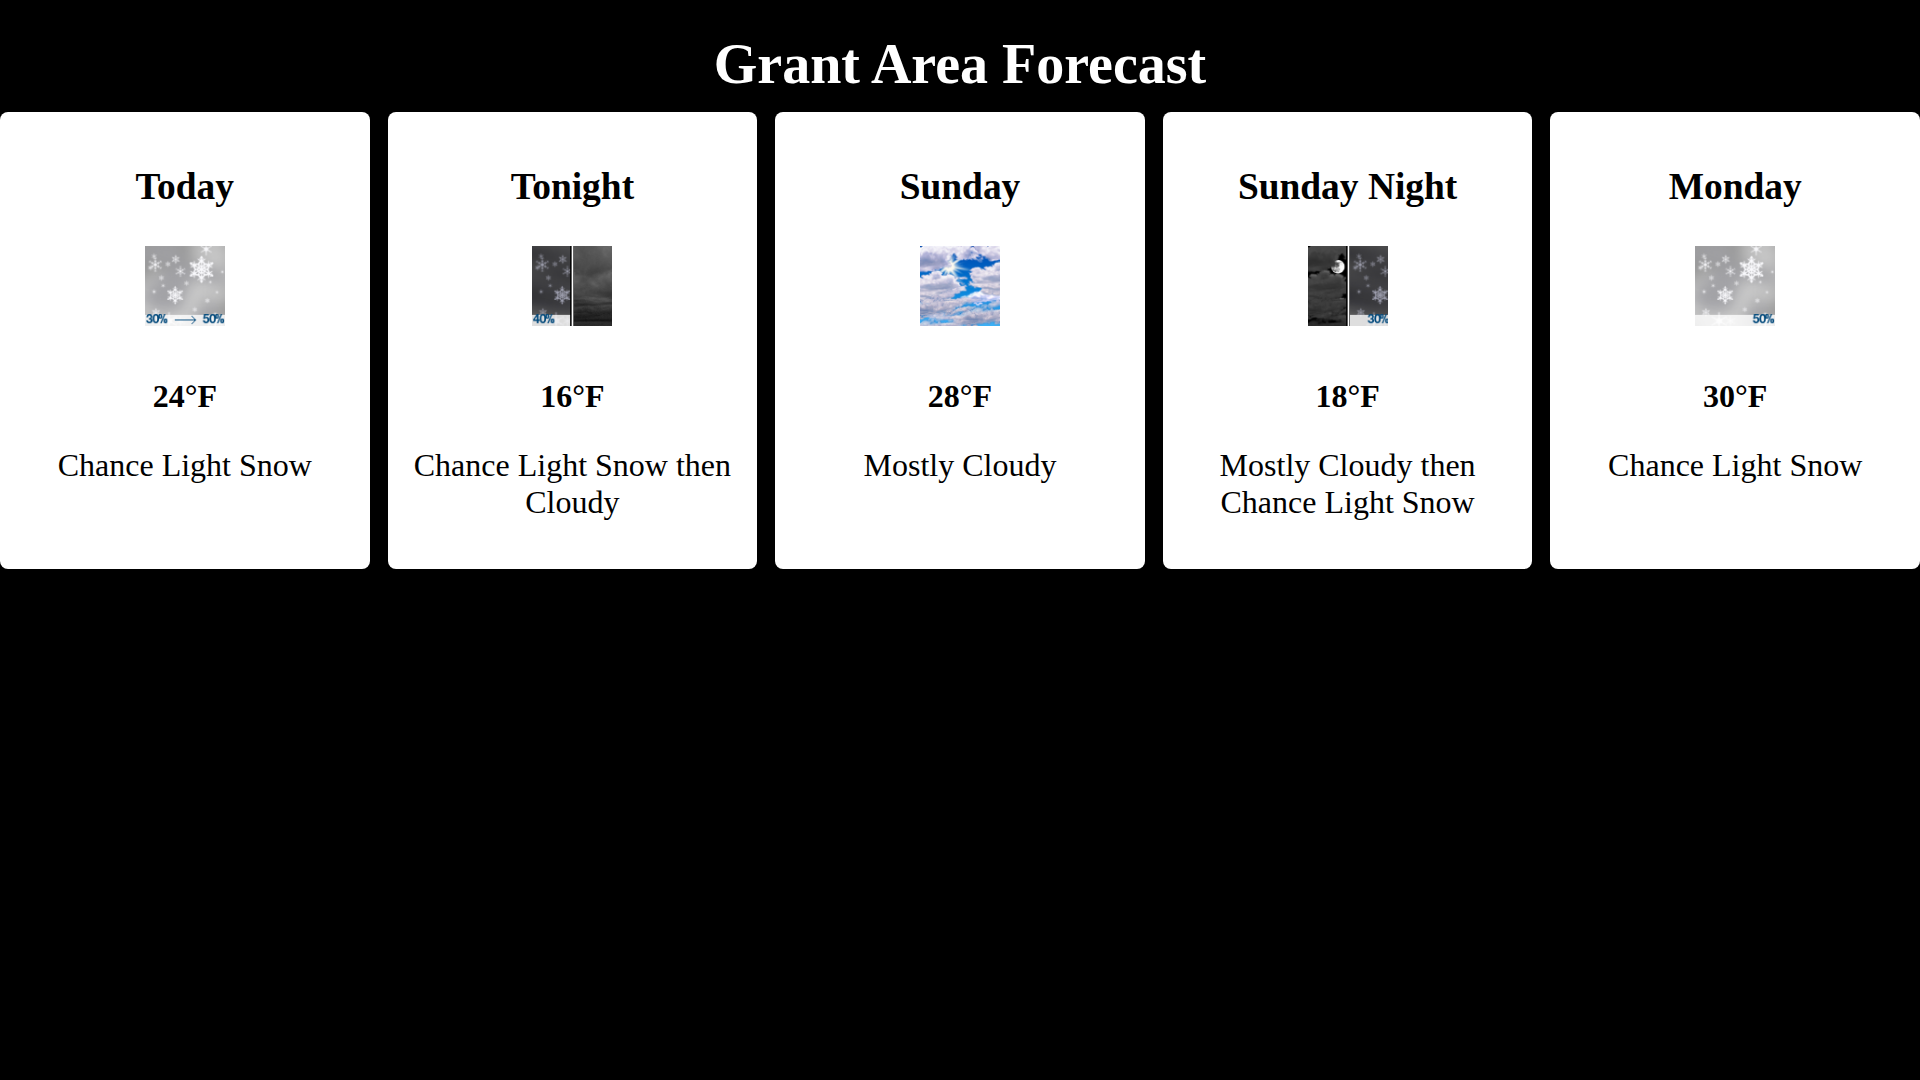 Grant Area Forecast
Today
30% → 50%
24°F
Chance Light Snow
Tonight
40%
16°F
Chance Light Snow then
Cloudy
Sunday
28°F
Mostly Cloudy
Sunday Night
30%
18°F
Mostly Cloudy then
Chance Light Snow
Monday
50%
30°F
Chance Light Snow